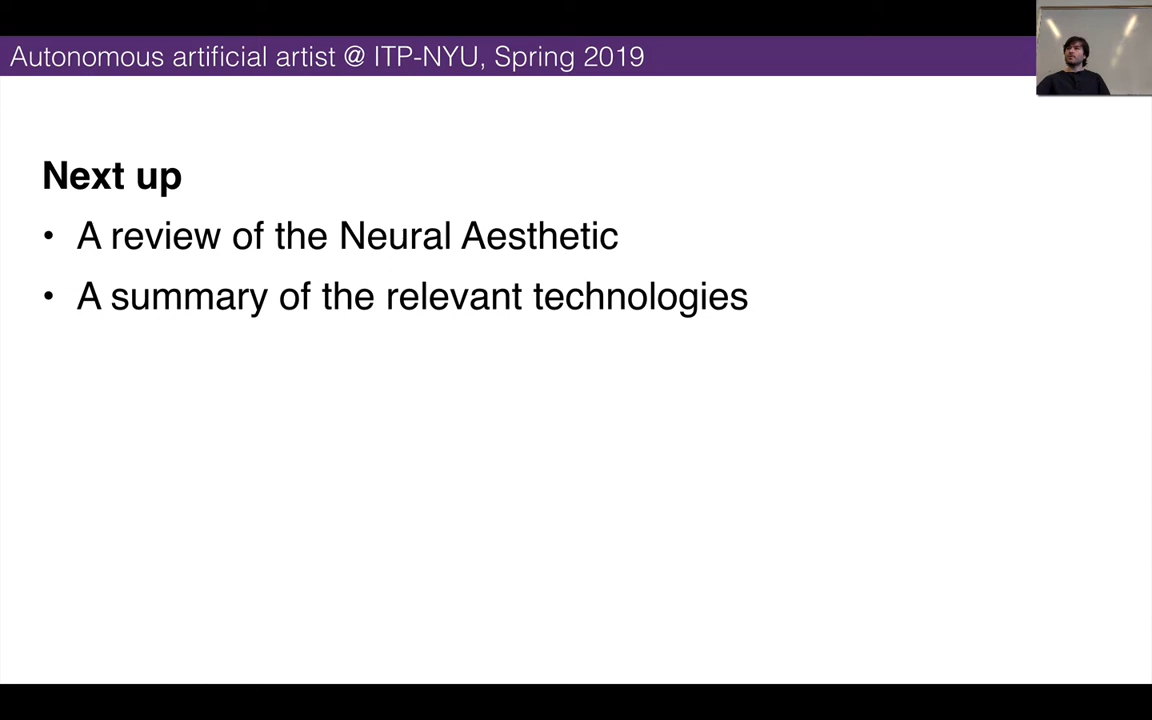 Autonomous artificial artist @ ITP-NYU, Spring 2019
Next up
• A review of the Neural Aesthetic
• A summary of the relevant technologies